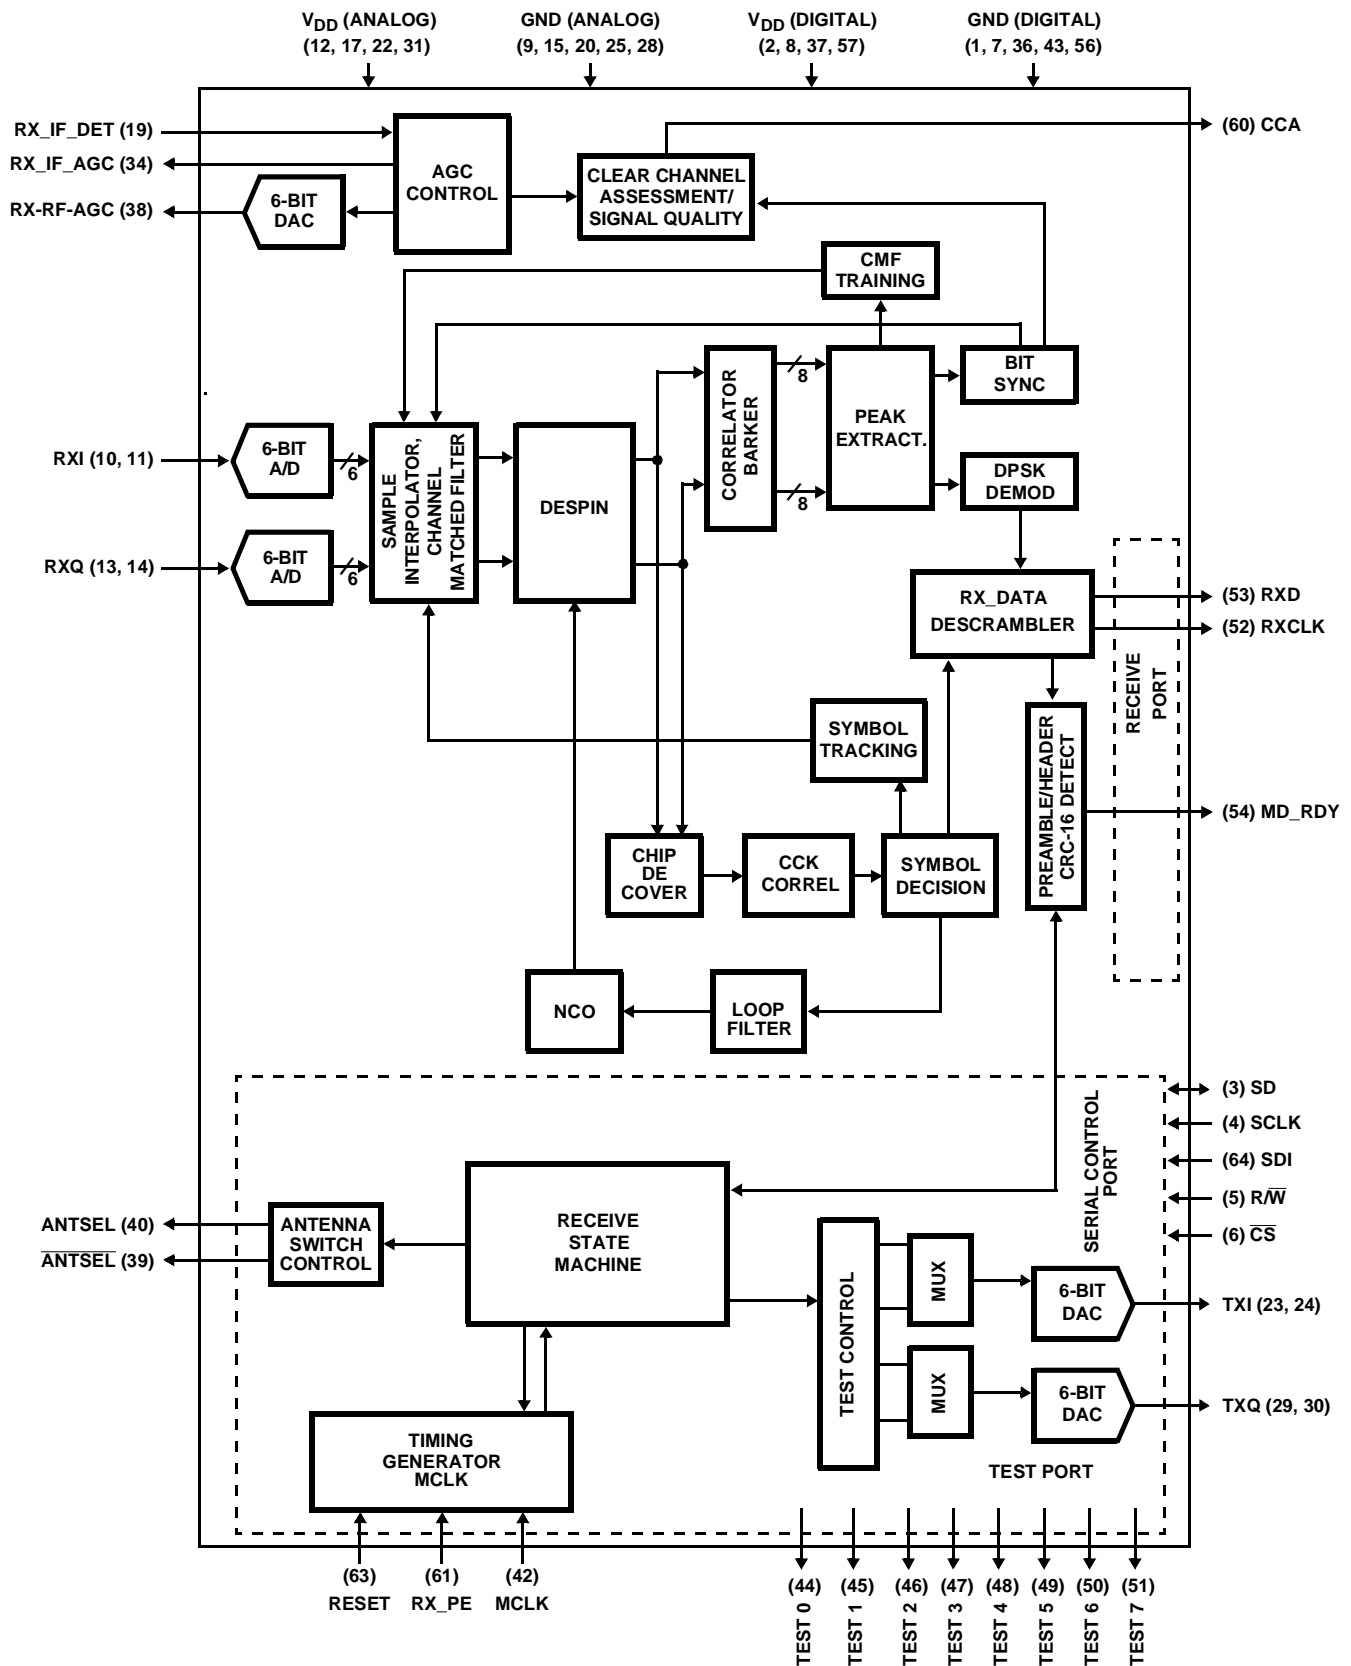 VDD (ANALOG)
(12, 17, 22, 31)
GND (ANALOG)
(9, 15, 20, 25, 28)
VDD (DIGITAL)
(2, 8, 37, 57)
GND (DIGITAL)
(1, 7, 36, 43, 56)
RX_IF_DET (19)
RX_IF_AGC (34)
RX-RF-AGC (38)
6-BIT
DAC
AGC
CONTROL
CLEAR CHANNEL
ASSESSMENT/
SIGNAL QUALITY
(60) CCA
CMF
TRAINING
BIT
SYNC
CORRELATOR
BARKER
8
8
PEAK
EXTRACT.
DPSK
DEMOD
RXI (10, 11)
6-BIT
A/D
6
RXQ (13, 14)
6-BIT
A/D
6
SAMPLE
INTERPOLATOR,
CHANNEL
MATCHED FILTER
DESPIN
RX_DATA
DESCRAMBLER
(53) RXD
(52) RXCLK
RECEIVE
PORT
SYMBOL
TRACKING
PREAMBLE/HEADER
CRC-16 DETECT
(54) MD_RDY
CHIP
DE
COVER
CCK
CORREL
SYMBOL
DECISION
NCO
LOOP
FILTER
SERIAL CONTROL
PORT
(3) SD
(4) SCLK
(64) SDI
(5) R/W̅
(6) C̅S̅
ANTSEL (40)
A̅N̅T̅S̅E̅L̅ (39)
ANTENNA
SWITCH
CONTROL
RECEIVE
STATE
MACHINE
TEST CONTROL
MUX
6-BIT
DAC
TXI (23, 24)
MUX
6-BIT
DAC
TXQ (29, 30)
TIMING
GENERATOR
MCLK
TEST PORT
(63)
RESET
(61)
RX_PE
(42)
MCLK
(44)
TEST 0
(45)
TEST 1
(46)
TEST 2
(47)
TEST 3
(48)
TEST 4
(49)
TEST 5
(50)
TEST 6
(51)
TEST 7